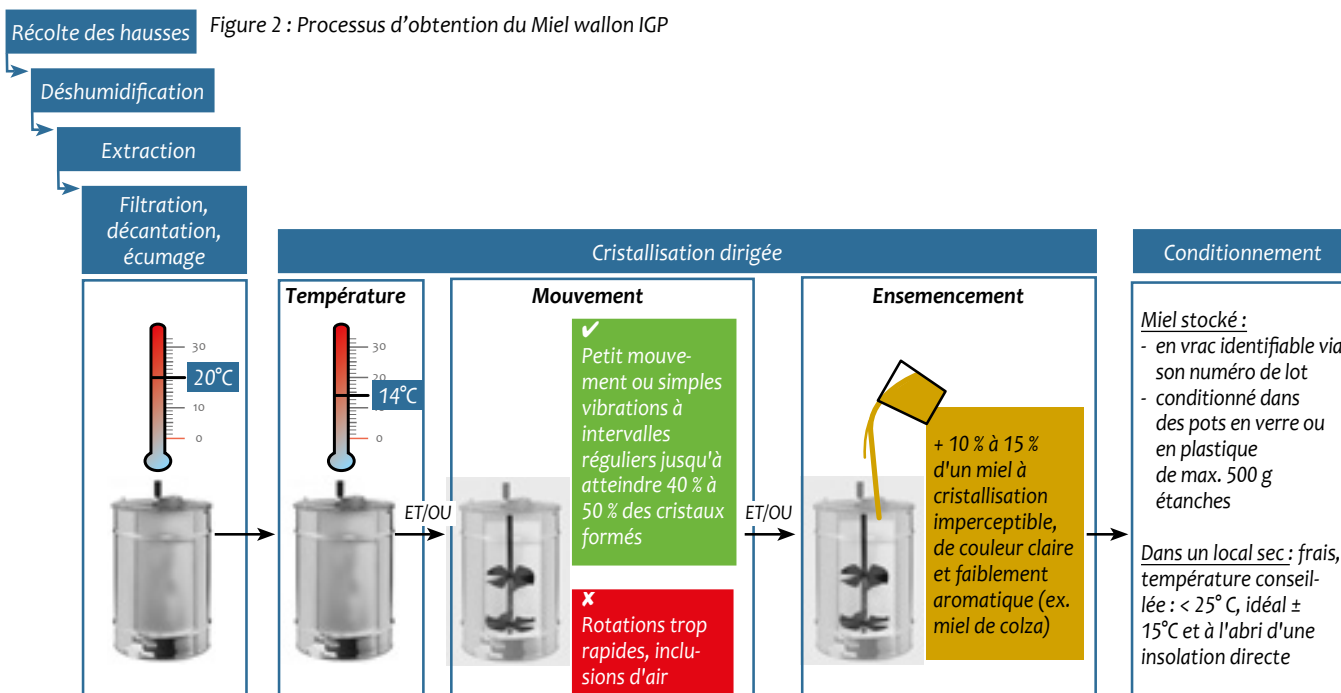 Récolte des hausses
Figure 2 : Processus d'obtention du Miel wallon IGP
Déshumidification
Extraction
Filtration,
décantation,
écumage
30
20°C
10
0
Cristallisation dirigée
Température
30
20
14°C
10
0
ET/OU
Mouvement
✔
Petit mouve-
ment ou simples
vibrations à
intervalles
réguliers jusqu'à
atteindre 40 % à
50 % des cristaux
formés
✘
Rotations trop
rapides, inclu-
sions d'air
ET/OU
Ensemencement
+ 10 % à 15 %
d'un miel à
cristallisation
imperceptible,
de couleur claire
et faiblement
aromatique (ex.
miel de colza)
Conditionnement
Miel stocké :
- en vrac identifiable via
son numéro de lot
- conditionné dans
des pots en verre ou
en plastique
de max. 500 g
étanches
Dans un local sec : frais,
température conseil-
lée : < 25° C, idéal ±
15°C et à l'abri d'une
insolation directe